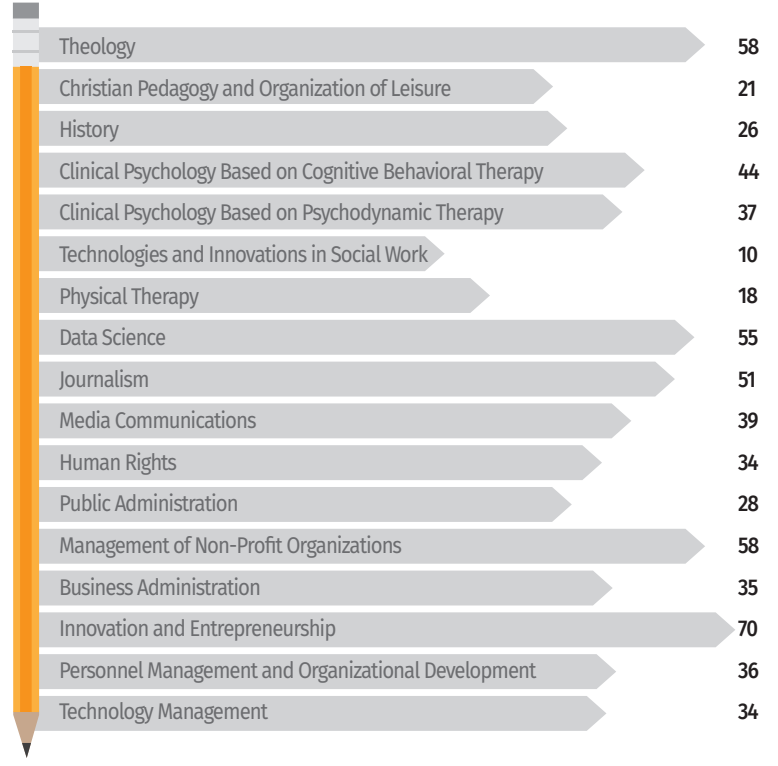 Theology 58
Christian Pedagogy and Organization of Leisure 21
History 26
Clinical Psychology Based on Cognitive Behavioral Therapy 44
Clinical Psychology Based on Psychodynamic Therapy 37
Technologies and Innovations in Social Work 10
Physical Therapy 18
Data Science 55
Journalism 51
Media Communications 39
Human Rights 34
Public Administration 28
Management of Non-Profit Organizations 58
Business Administration 35
Innovation and Entrepreneurship 70
Personnel Management and Organizational Development 36
Technology Management 34